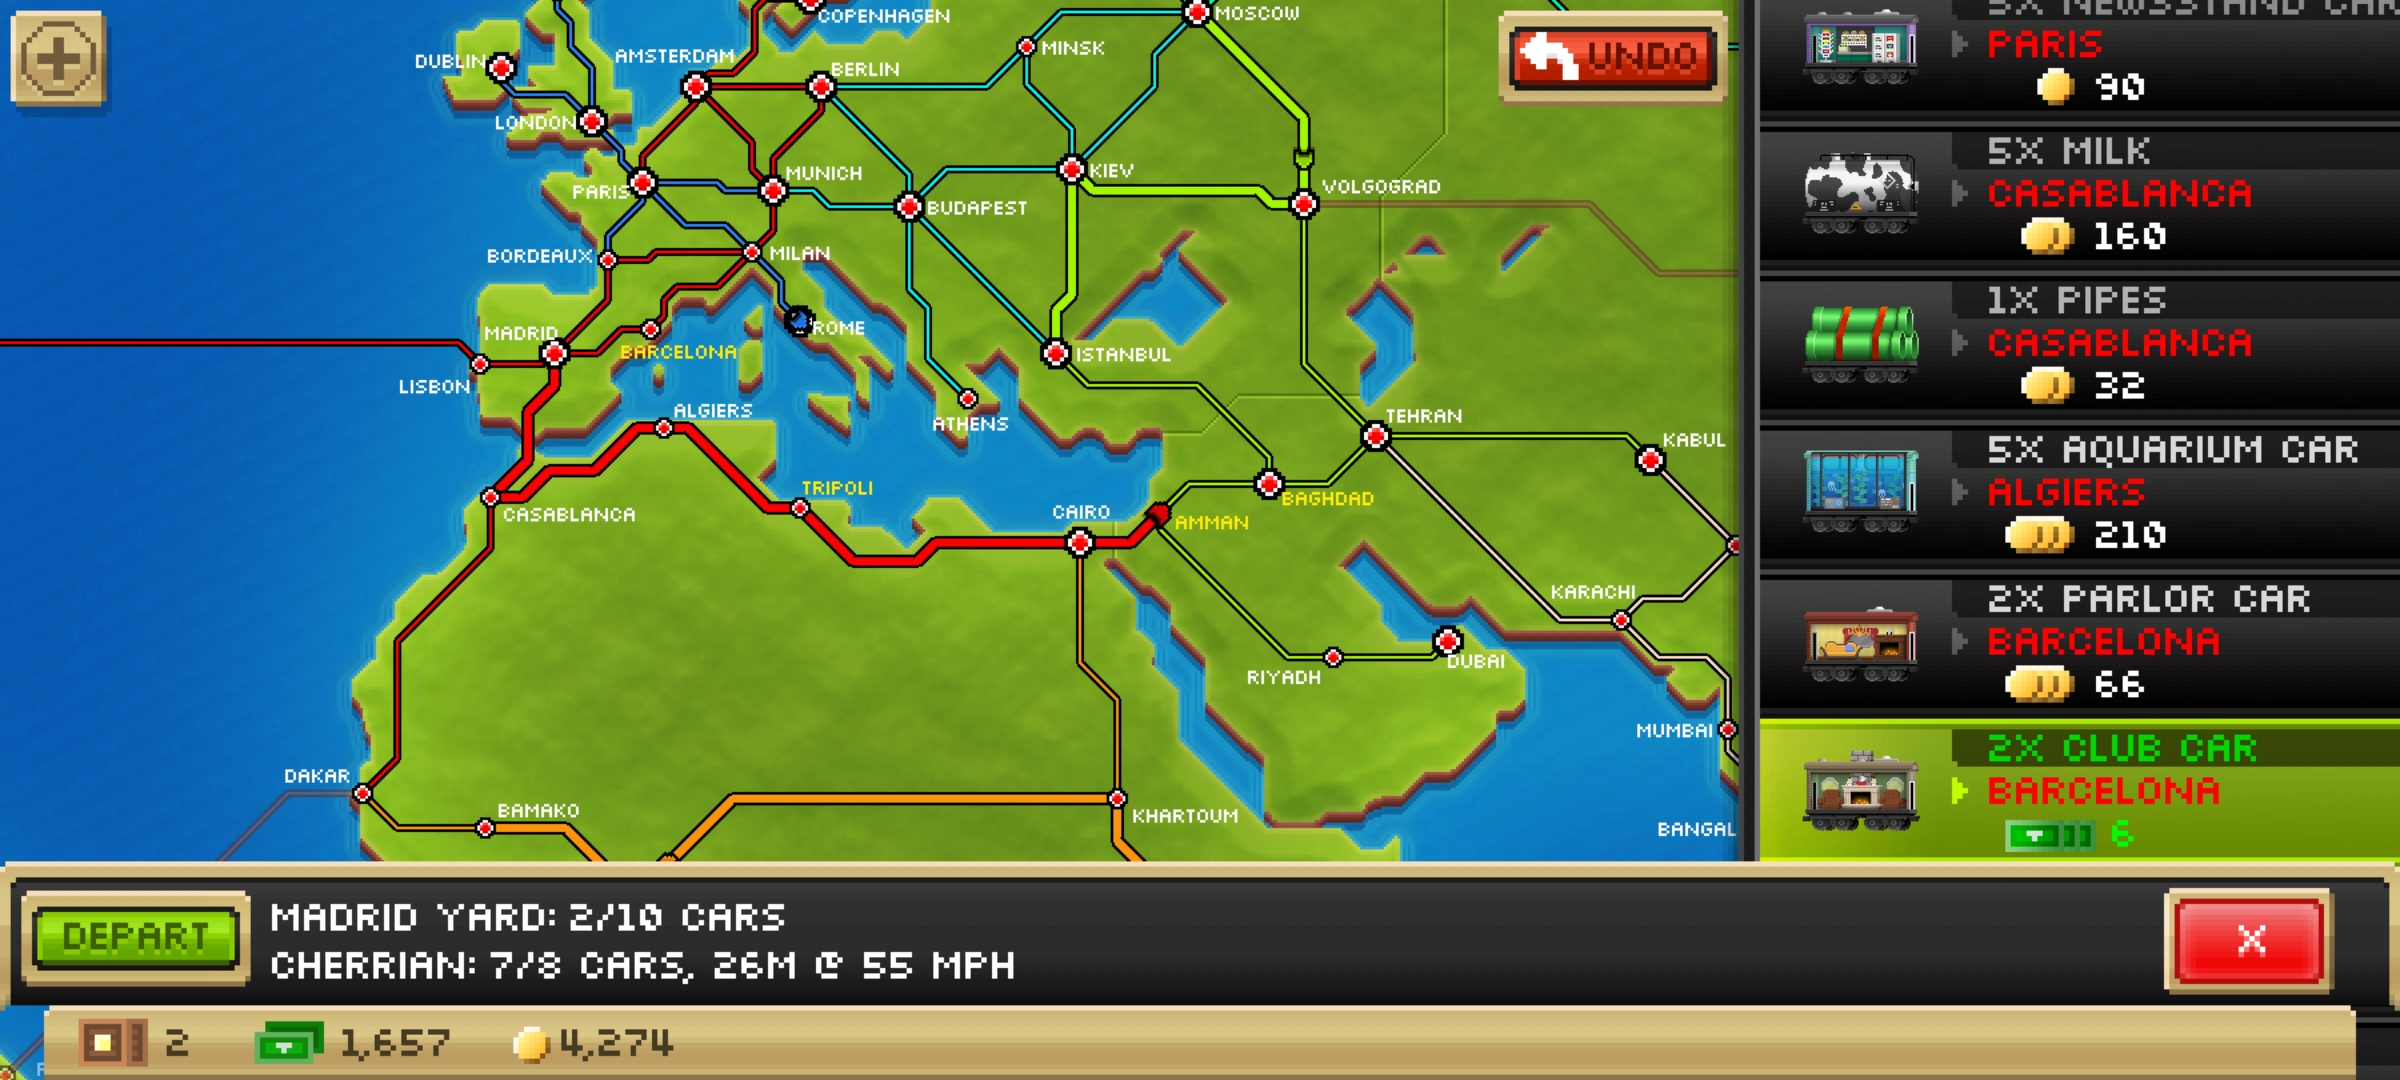 COPENHAGEN
MOSCOW
MINSK
DUBLIN
AMSTERDAM
BERLIN
LONDON
PARIS
MUNICH
KIEV
VOLGOGRAD
BUDAPEST
BORDEAUX
MILAN
MADRID
ROME
BARCELONA
ISTANBUL
LISBON
ALGIERS
ATHENS
TEHRAN
KABUL
TRIPOLI
CASABLANCA
CAIRO
AMMAN
BAGHDAD
KARACHI
RIYADH
DUBAI
MUMBAI
DAKAR
BAMAKO
KHARTOUM
BANGAL
UNDO
5X NEWSSTAND CAR
PARIS
90
5X MILK
CASABLANCA
160
1X PIPES
CASABLANCA
32
5X AQUARIUM CAR
ALGIERS
210
2X PARLOR CAR
BARCELONA
66
2X CLUB CAR
BARCELONA
6
DEPART
MADRID YARD: 2/10 CARS
CHERRIAN: 7/8 CARS, 26M @ 55 MPH
X
2
1,657
4,274